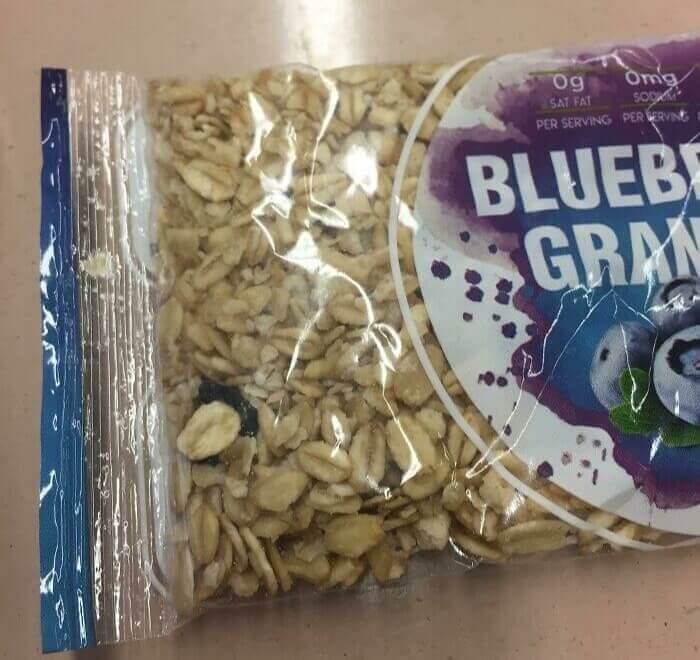 0g 0mg
SAT FAT SODIUM
PER SERVING PER SERVING
BLUEB
GRAN